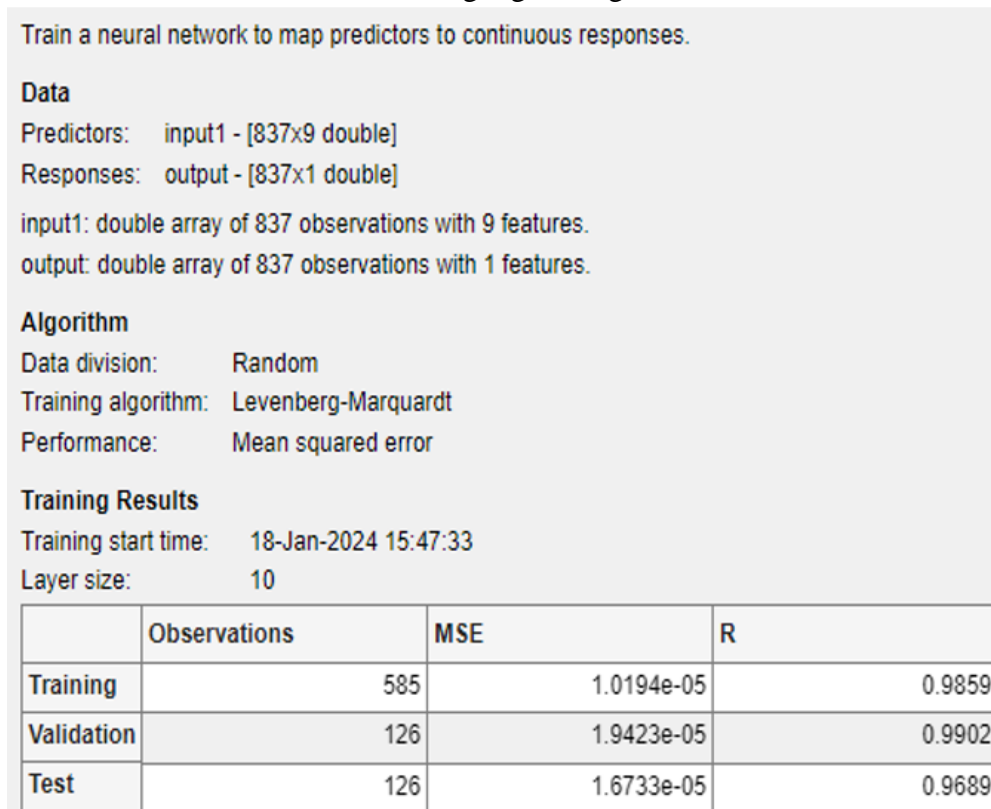 Train a neural network to map predictors to continuous responses.
Data
Predictors: input1 - [837x9 double]
Responses: output - [837x1 double]
input1: double array of 837 observations with 9 features.
output: double array of 837 observations with 1 features.
Algorithm
Data division: Random
Training algorithm: Levenberg-Marquardt
Performance: Mean squared error
Training Results
Training start time: 18-Jan-2024 15:47:33
Layer size: 10
Observations MSE R
Training 585 1.0194e-05 0.9859
Validation 126 1.9423e-05 0.9902
Test 126 1.6733e-05 0.9689